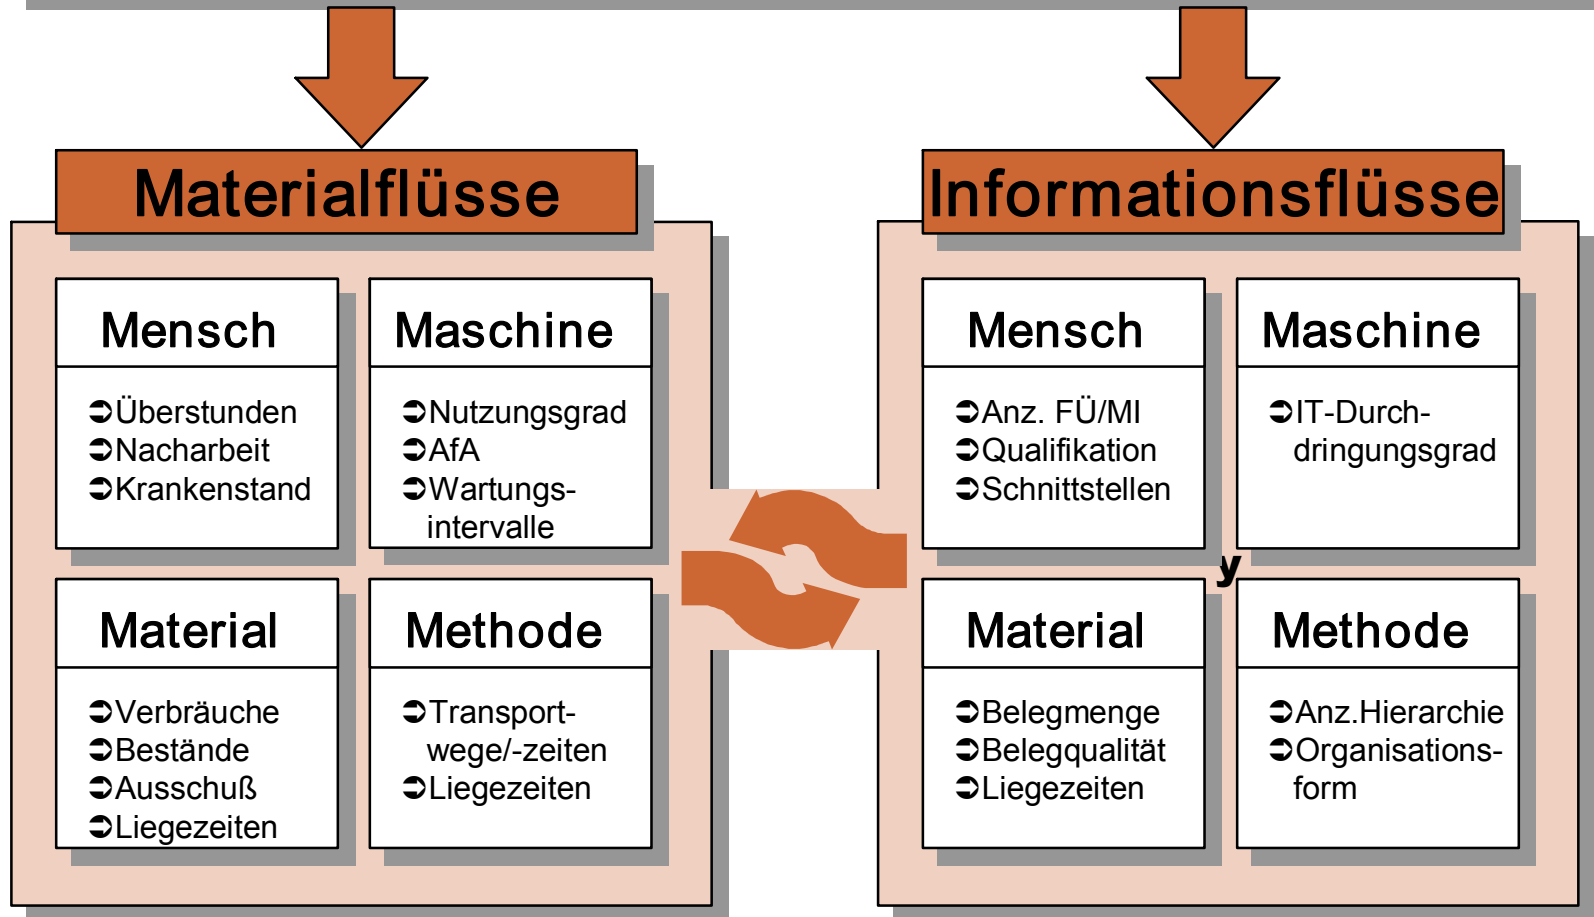 Materialflüsse
Mensch
➲Überstunden
➲Nacharbeit
➲Krankenstand
Maschine
➲Nutzungsgrad
➲AfA
➲Wartungs-
intervalle
Material
➲Verbräuche
➲Bestände
➲Ausschuß
➲Liegezeiten
Methode
➲Transport-
wege/-zeiten
➲Liegezeiten
Informationsflüsse
Mensch
➲Anz. FÜ/MI
➲Qualifikation
➲Schnittstellen
Maschine
➲IT-Durch-
dringungsgrad
y
Material
➲Belegmenge
➲Belegqualität
➲Liegezeiten
Methode
➲Anz.Hierarchie
➲Organisations-
form